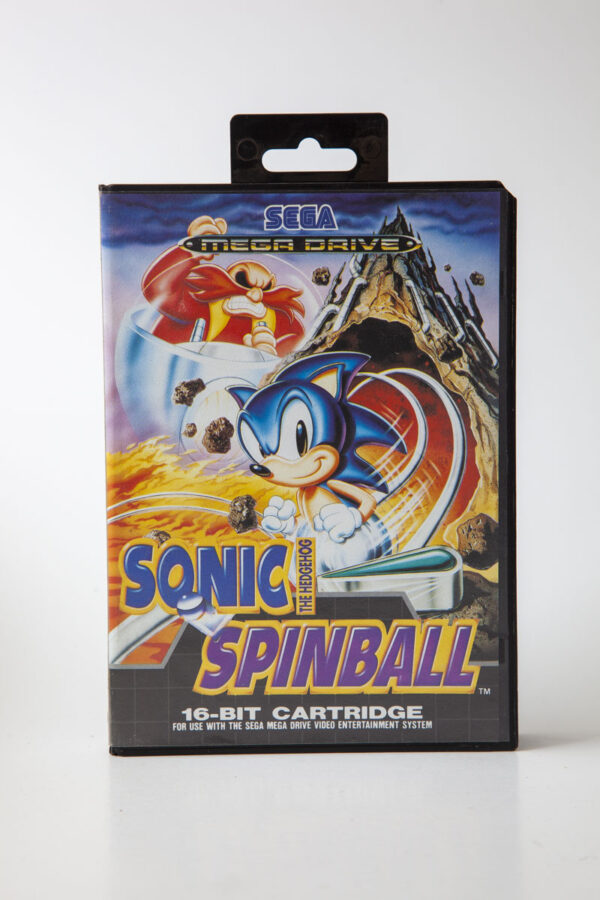 SEGA
MEGA DRIVE
SONIC
THE HEDGEHOG
SPINBALL
TM
16-BIT CARTRIDGE
FOR USE WITH THE SEGA MEGA DRIVE VIDEO ENTERTAINMENT SYSTEM